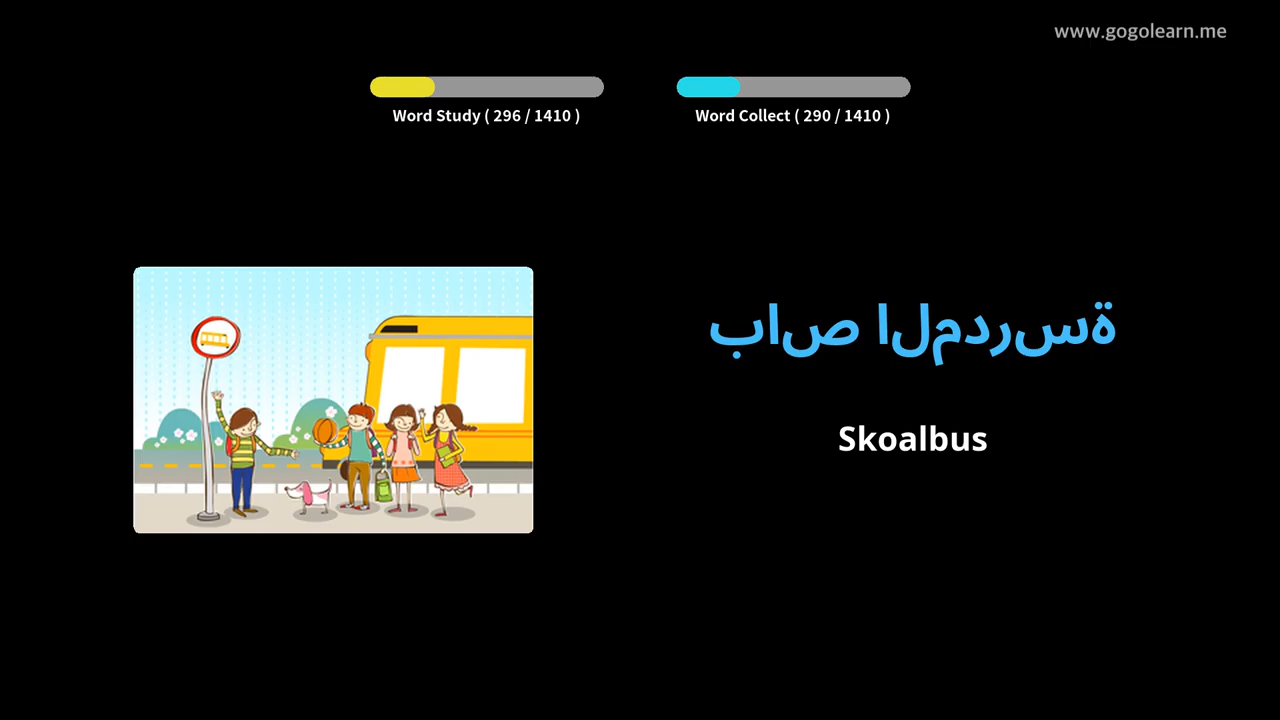 www.gogolearn.me
Word Study ( 296 / 1410 )
Word Collect ( 290 / 1410 )
باص المدرسة
Skoalbus